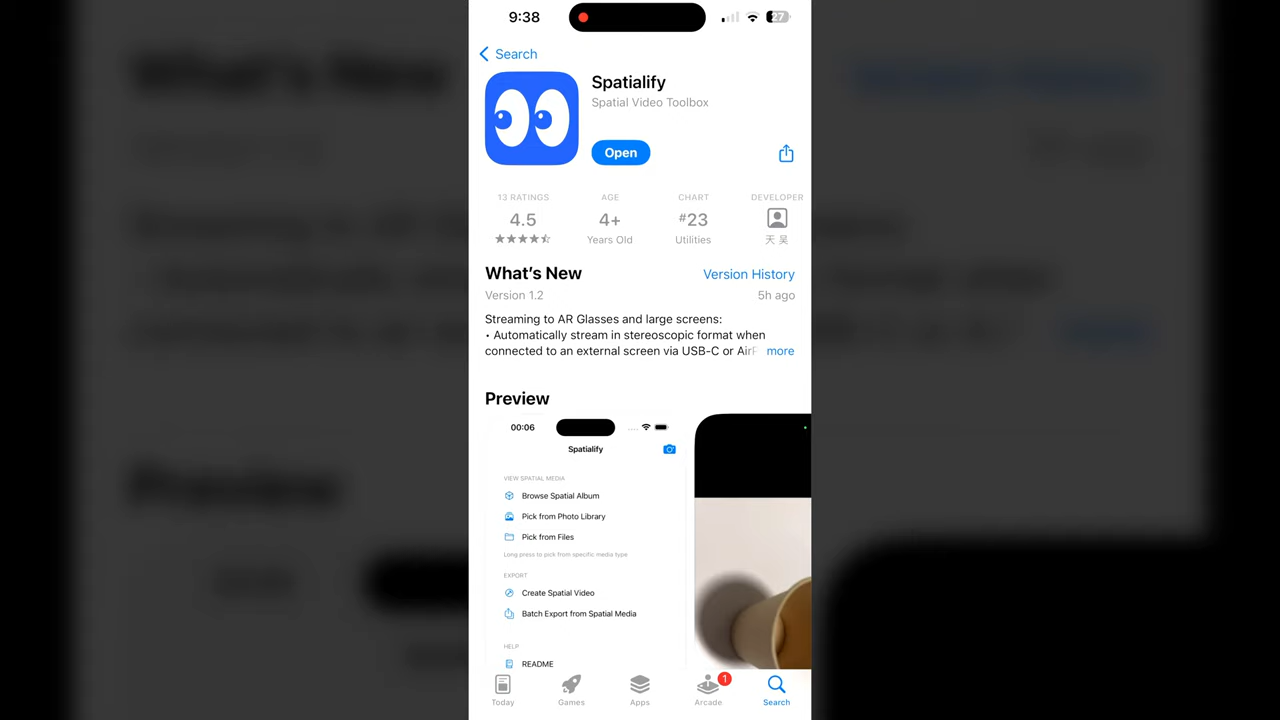 9:38
27
Search
Spatialify
Spatial Video Toolbox
Open
13 RATINGS
AGE
CHART
DEVELOPER
4.5
4+
#23
Years Old
Utilities
天 吴
What's New
Version History
Version 1.2
5h ago
Streaming to AR Glasses and large screens:
• Automatically stream in stereoscopic format when
connected to an external screen via USB-C or AirP
more
Preview
00:06
Spatialify
VIEW SPATIAL MEDIA
Browse Spatial Album
Pick from Photo Library
Pick from Files
Long-press to pick from specific media type
EXPORT
Create Spatial Video
Batch Export from Spatial Media
HELP
README
1
Today
Games
Apps
Arcade
Search